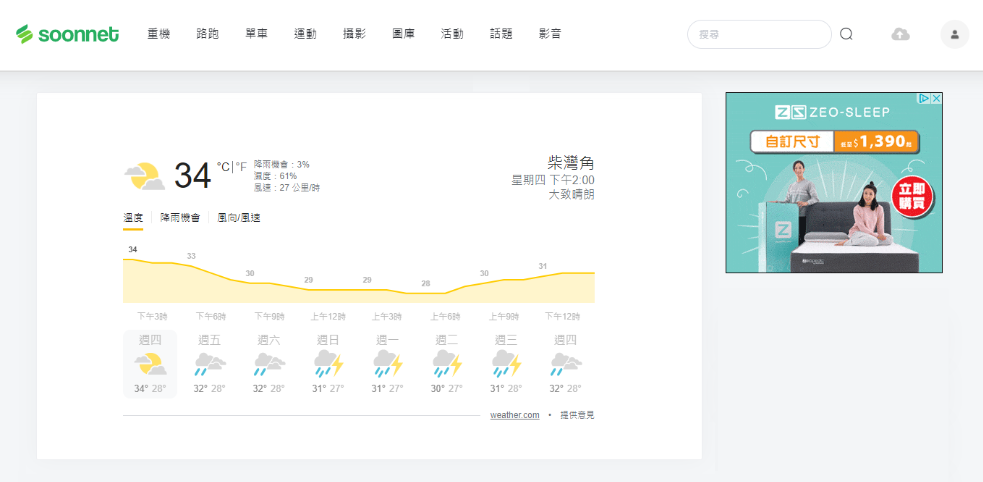 soonnet
重機 路跑 單車 運動 攝影 圖庫 活動 話題 影音
搜尋
34 °C | °F
降雨機會：3%
濕度：61%
風速：27 公里/時
柴灣角
星期四 下午2:00
大致晴朗
溫度 降雨機會 風向/風速
34 33 30 29 29 28 30 31
下午3時 下午6時 下午9時 上午12時 上午3時 上午6時 上午9時 下午12時
週四 週五 週六 週日 週一 週二 週三 週四
34° 28° 32° 28° 32° 28° 31° 27° 31° 27° 30° 27° 31° 28° 32° 28°
weather.com • 提供意見
ZEO-SLEEP
自訂尺寸
$1,390
立即
購買
Z